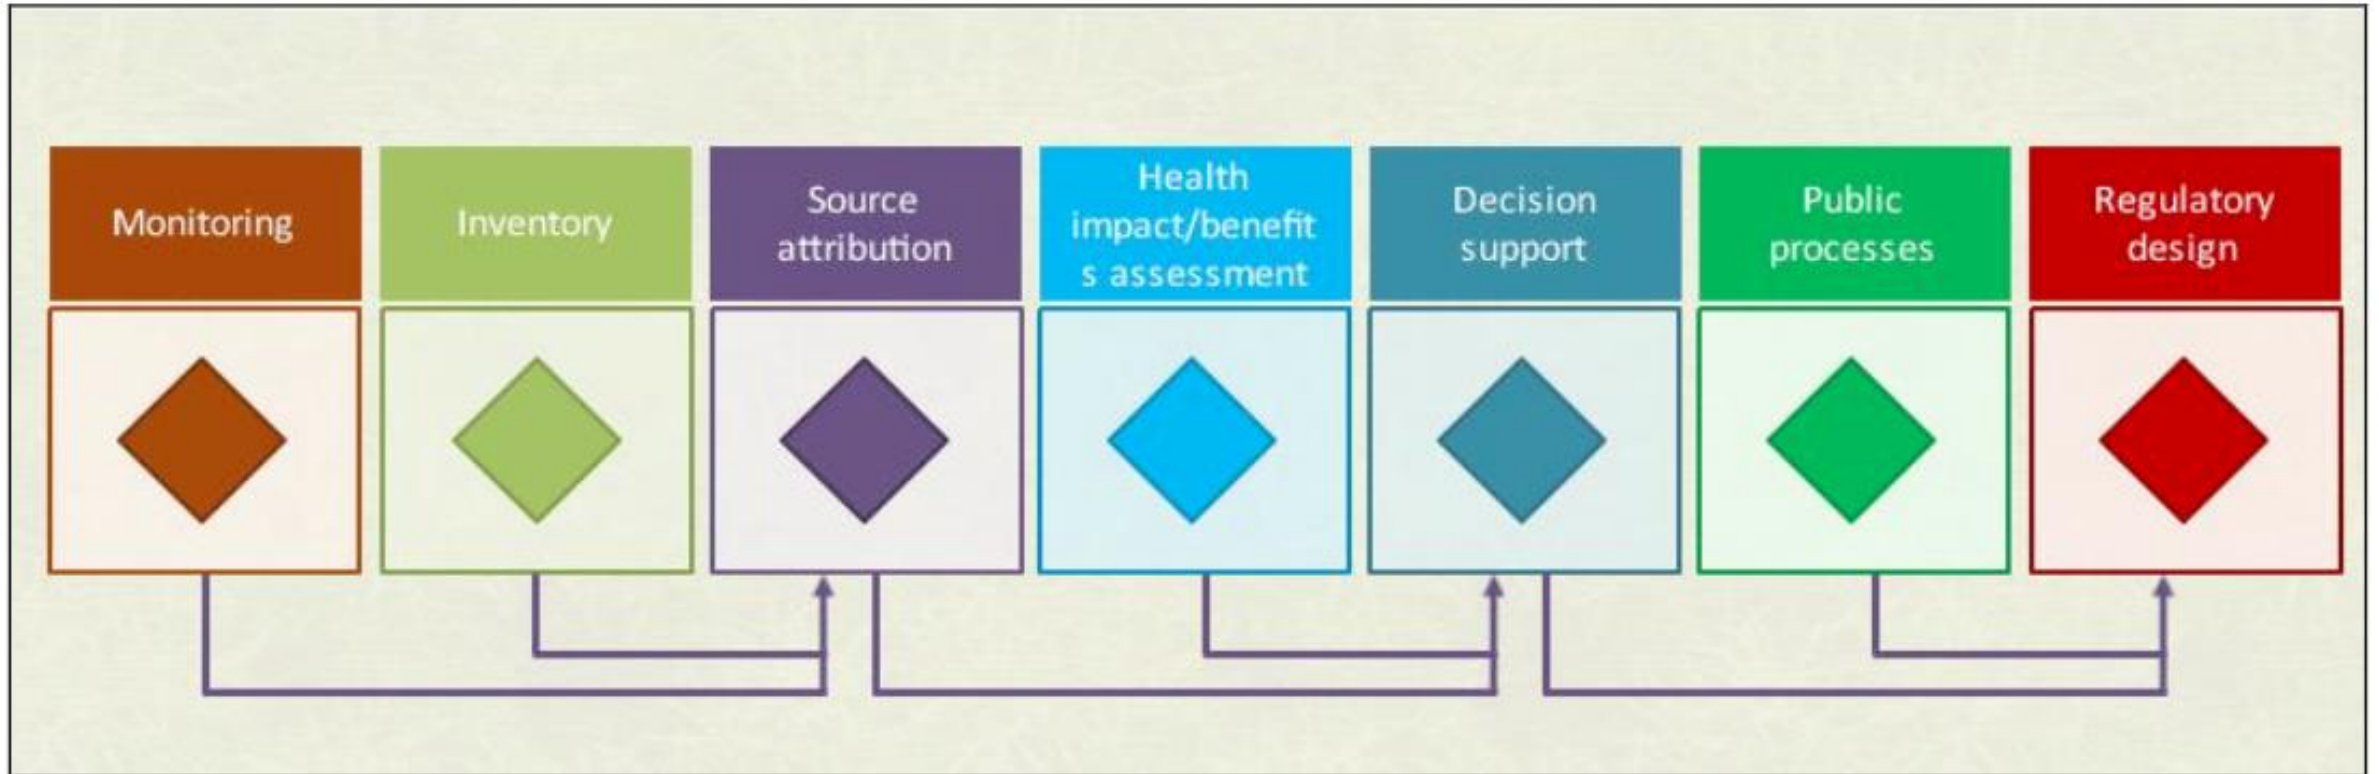 Monitoring
Inventory
Source
attribution
Health
impact/benefit
s assessment
Decision
support
Public
processes
Regulatory
design